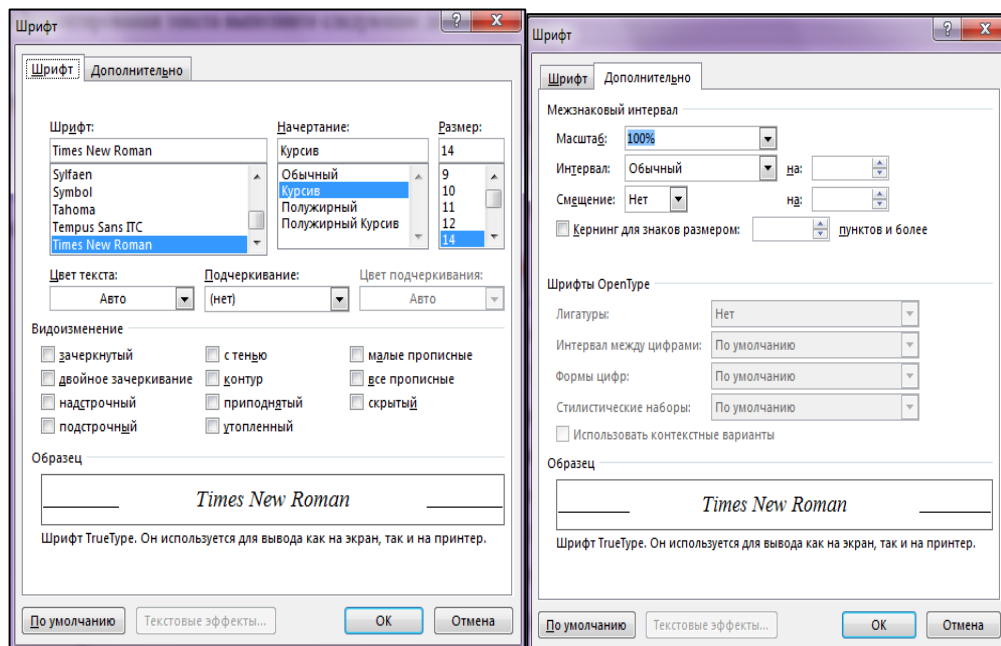 Шрифт
Шрифт Дополнительно
Шрифт: Начертание: Размер:
Times New Roman Курсив 14
Sylfaen Обычный 9
Symbol Курсив 10
Tahoma Полужирный 11
Tempus Sans ITC Полужирный Курсив 12
Times New Roman 14
Цвет текста: Подчеркивание: Цвет подчеркивания:
Авто (нет) Авто
Видоизменение
зачеркнутый с тенью малые прописные
двойное зачеркивание контур все прописные
надстрочный приподнятый скрытый
подстрочный утопленный
Образец
Times New Roman
Шрифт TrueType. Он используется для вывода как на экран, так и на принтер.
По умолчанию Текстовые эффекты... ОК Отмена
Шрифт
Шрифт Дополнительно
Межзнаковый интервал
Масштаб: 100%
Интервал: Обычный на:
Смещение: Нет на:
Кернинг для знаков размером: пунктов и более
Шрифты OpenType
Лигатуры: Нет
Интервал между цифрами: По умолчанию
Формы цифр: По умолчанию
Стилистические наборы: По умолчанию
Использовать контекстные варианты
Образец
Times New Roman
Шрифт TrueType. Он используется для вывода как на экран, так и на принтер.
По умолчанию Текстовые эффекты... ОК Отмена